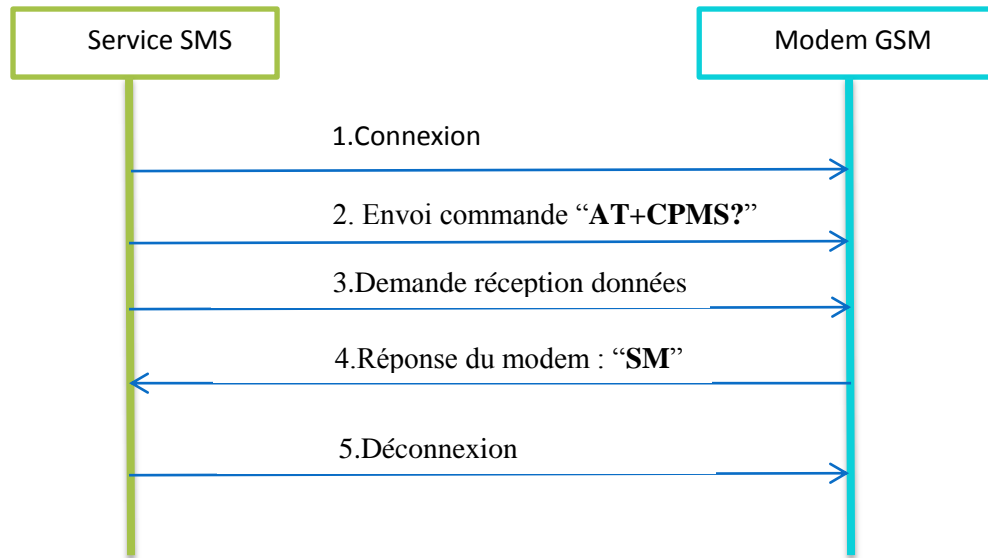 Service SMS
Modem GSM
1.Connexion
2. Envoi commande “AT+CPMS?”
3.Demande réception données
4.Réponse du modem : “SM”
5.Déconnexion